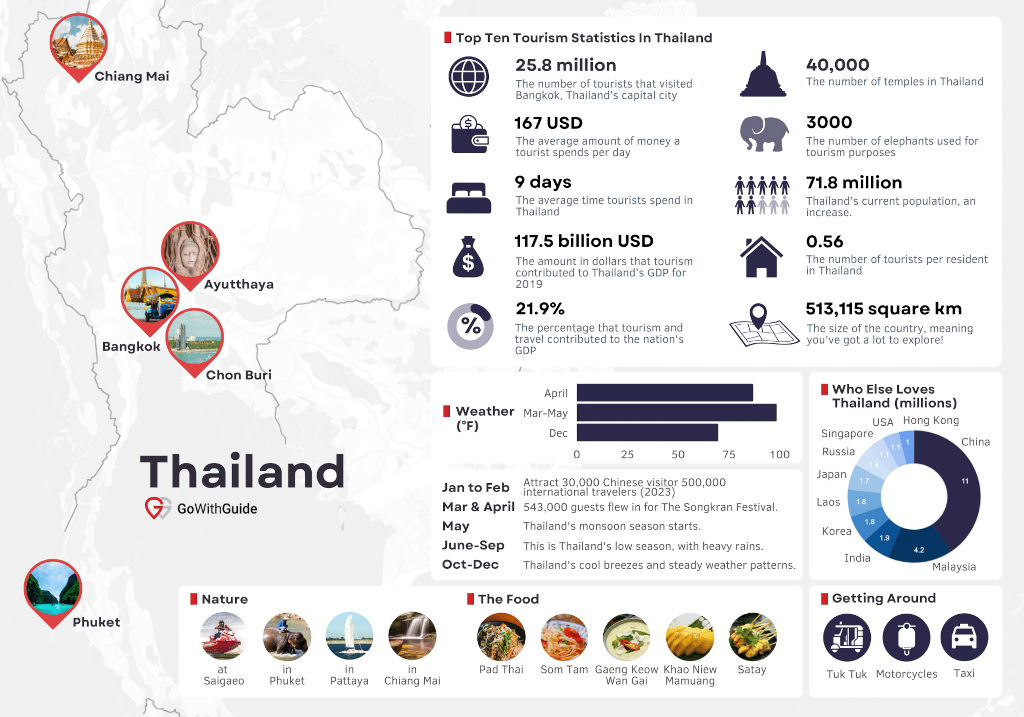 Chiang Mai
Ayutthaya
Bangkok
Chon Buri
Thailand
GoWithGuide
Phuket
Top Ten Tourism Statistics In Thailand
25.8 million
The number of tourists that visited
Bangkok, Thailand's capital city
167 USD
The average amount of money a
tourist spends per day
9 days
The average time tourists spend in
Thailand
117.5 billion USD
The amount in dollars that tourism
contributed to Thailand's GDP for
2019
$
21.9%
The percentage that tourism and
travel contributed to the nation's
GDP
%
40,000
The number of temples in Thailand
3000
The number of elephants used for
tourism purposes
71.8 million
Thailand's current population, an
increase.
0.56
The number of tourists per resident
in Thailand
513,115 square km
The size of the country, meaning
you've got a lot to explore!
Weather
(°F)
April
Mar-May
Dec
0 25 50 75 100
Jan to Feb
Attract 30,000 Chinese visitor 500,000
international travelers (2023)
Mar & April 543,000 guests flew in for The Songkran Festival.
May Thailand's monsoon season starts.
June-Sep This is Thailand's low season, with heavy rains.
Oct-Dec Thailand's cool breezes and steady weather patterns.
Who Else Loves
Thailand (millions)
USA Hong Kong
Singapore China
Russia
Japan
Laos
Korea
India
Malaysia
11
4.2
1.9
1.8
1.8
1.7
1.4
1.1
1.1
1
Nature
at
Saigaeo
in
Phuket
in
Pattaya
in
Chiang Mai
The Food
Pad Thai
Som Tam
Gaeng Keow
Wan Gai
Khao Niew
Mamuang
Satay
Getting Around
Tuk Tuk Motorcycles Taxi